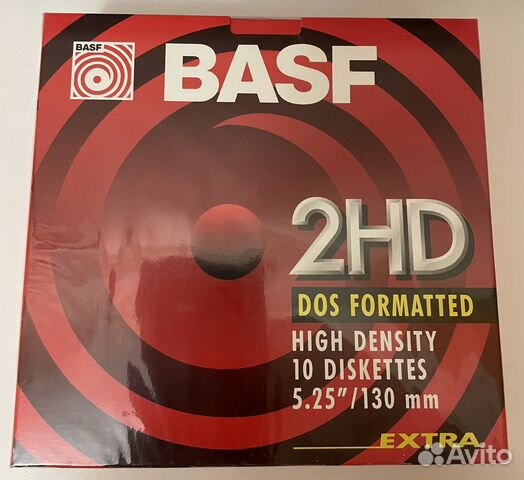 BASF
BASF
2HD
DOS FORMATTED
HIGH DENSITY
10 DISKETTES
5.25"/130 mm
EXTRA
Avito